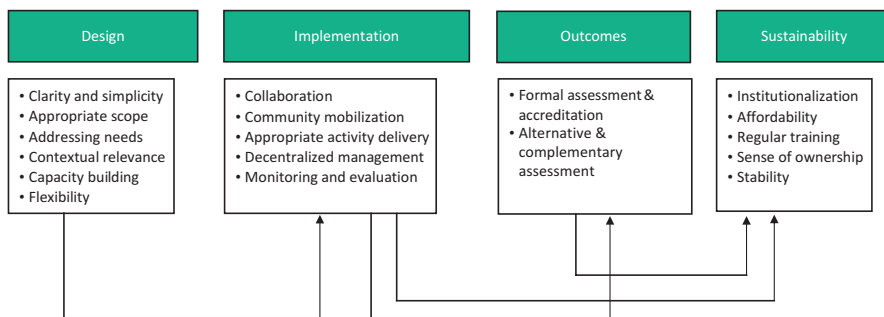 Design
Implementation
Outcomes
Sustainability
• Clarity and simplicity
• Appropriate scope
• Addressing needs
• Contextual relevance
• Capacity building
• Flexibility
• Collaboration
• Community mobilization
• Appropriate activity delivery
• Decentralized management
• Monitoring and evaluation
• Formal assessment &
accreditation
• Alternative &
complementary
assessment
• Institutionalization
• Affordability
• Regular training
• Sense of ownership
• Stability